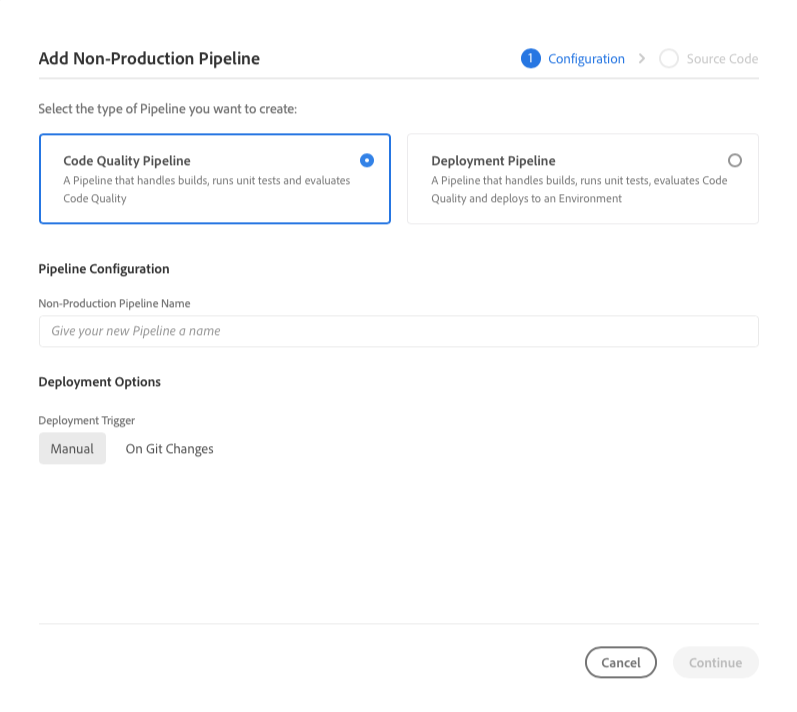 Add Non-Production Pipeline
1 Configuration > Source Code
Select the type of Pipeline you want to create:
Code Quality Pipeline
A Pipeline that handles builds, runs unit tests and evaluates
Code Quality
Deployment Pipeline
A Pipeline that handles builds, runs unit tests, evaluates Code
Quality and deploys to an Environment
Pipeline Configuration
Non-Production Pipeline Name
Give your new Pipeline a name
Deployment Options
Deployment Trigger
Manual On Git Changes
Cancel Continue